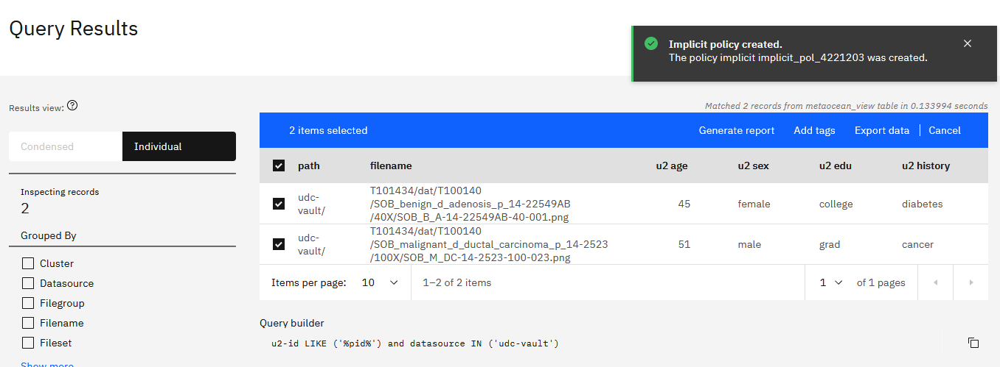 Query Results
Implicit policy created.
The policy implicit implicit_pol_4221203 was created.
Results view:
Matched 2 records from metaocean_view table in 0.133994 seconds
Condensed
Individual
2 items selected
Generate report
Add tags
Export data
Cancel
path
filename
u2 age
u2 sex
u2 edu
u2 history
udc-
vault/
T101434/dat/T100140
/SOB_benign_d_adenosis_p_14-22549AB
/40X/SOB_B_A-14-22549AB-40-001.png
45
female
college
diabetes
udc-
vault/
T101434/dat/T100140
/SOB_malignant_d_ductal_carcinoma_p_14-2523
/100X/SOB_M_DC-14-2523-100-023.png
51
male
grad
cancer
Items per page:
10
1–2 of 2 items
1
of 1 pages
Inspecting records
2
Grouped By
Cluster
Datasource
Filegroup
Filename
Fileset
Show more
Query builder
u2-id LIKE ('%pid%') and datasource IN ('udc-vault')